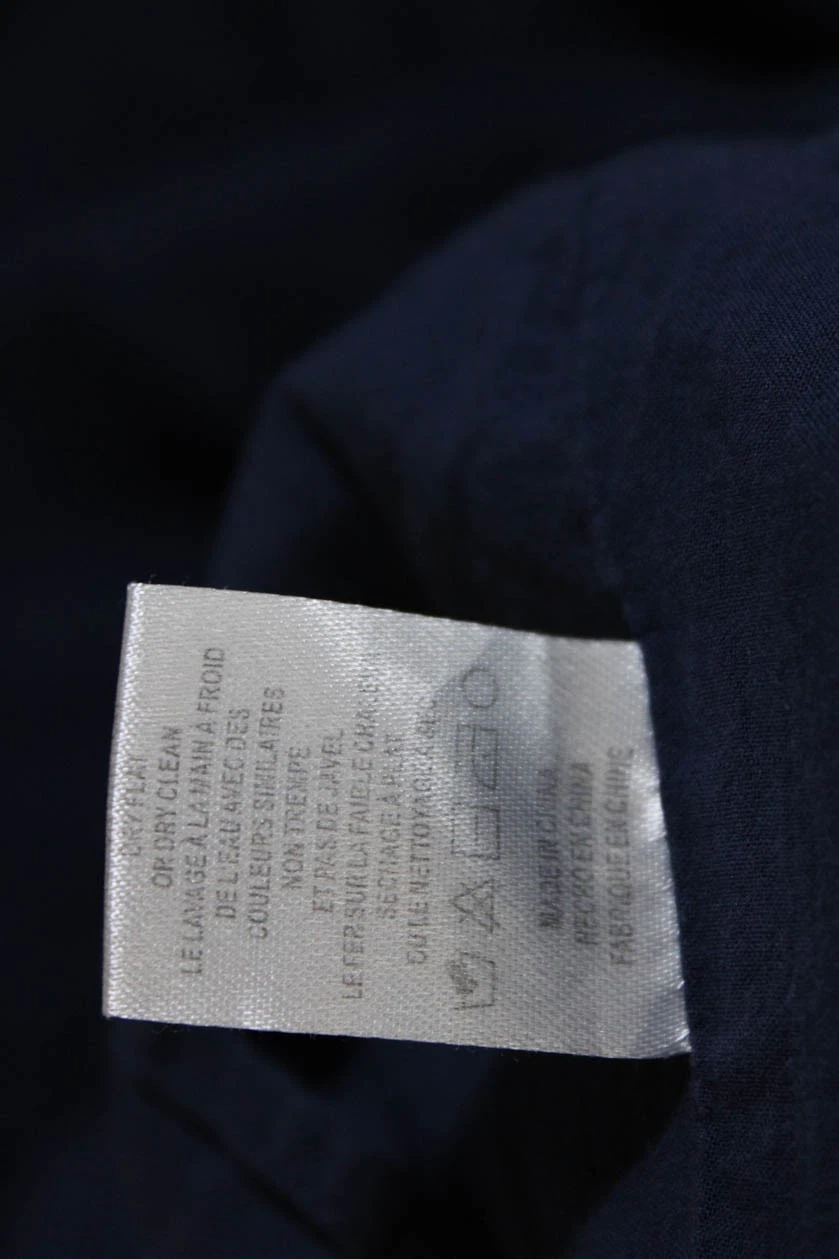 DRY FLAT
OR DRY CLEAN
LE LAVAGE A LA MAIN A FROID
DE L'EAU AVEC DES
COULEURS SIMILAIRES
NON TREMPE
ET PAS DE JAVEL
LE FER SUR LA FAIBLE
SECHAGE A PLAT
OU LE NETTOYAGE A SEC
MADE IN CHINA
HECHO EN CHINA
FABRIQUE EN CHINE